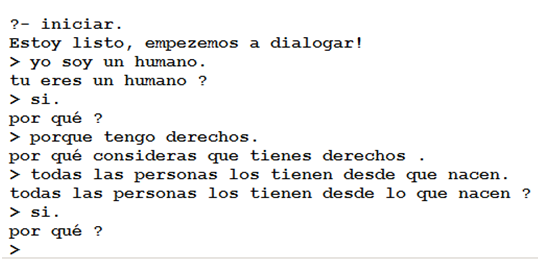 ?- iniciar.
Estoy listo, empezemos a dialogar!
> yo soy un humano.
tu eres un humano ?
> si.
por qué ?
> porque tengo derechos.
por qué consideras que tienes derechos .
> todas las personas los tienen desde que nacen.
todas las personas los tienen desde lo que nacen ?
> si.
por qué ?
>